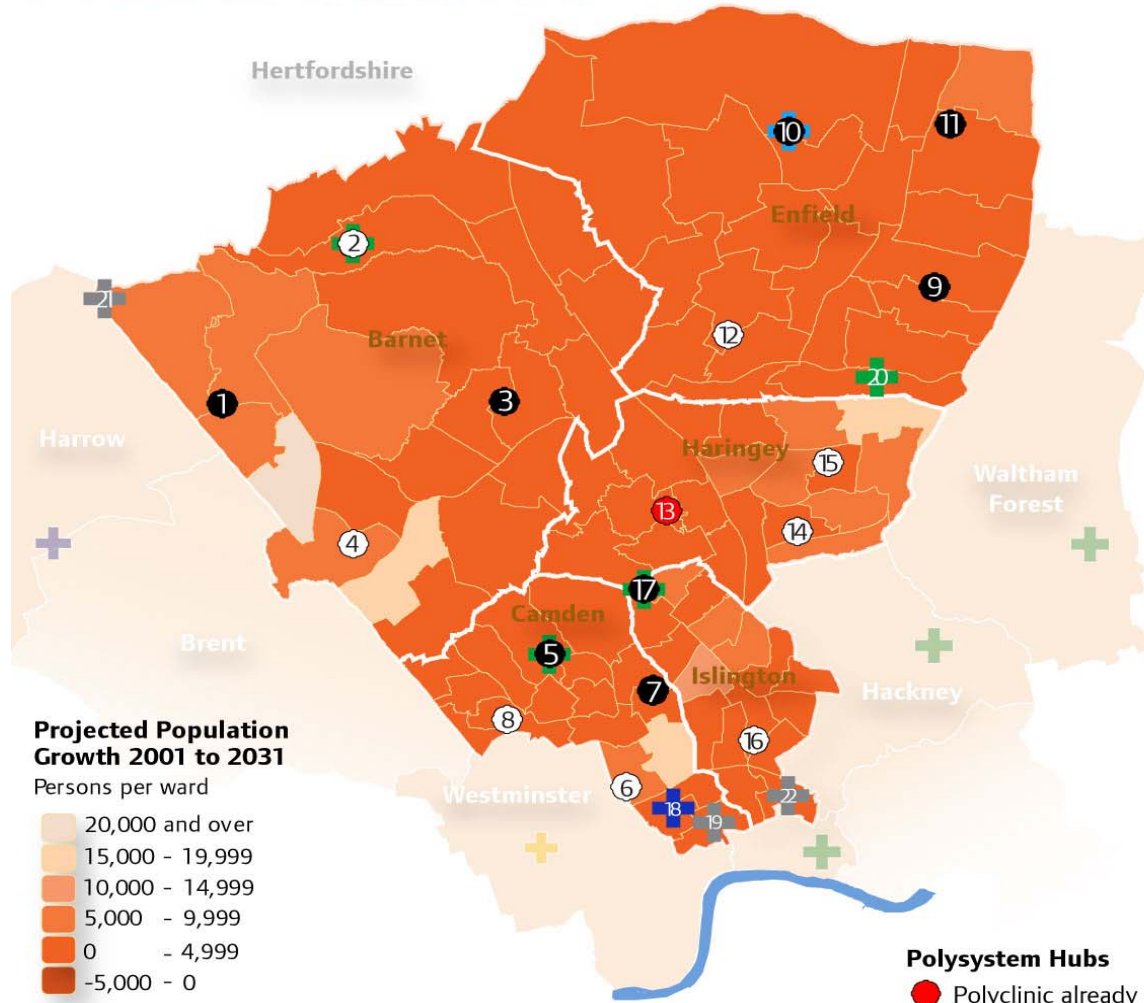 Hertfordshire
10
11
Enfield
2
21
9
12
Barnet
20
1
3
Harrow
Haringey
15
Waltham
Forest
13
14
4
17
Camden
Brent
5
Islington
7
Hackney
8
16
Projected Population
Growth 2001 to 2031
Persons per ward
Westminster
6
18
22
19
20,000 and over
15,000 - 19,999
10,000 - 14,999
5,000 - 9,999
0 - 4,999
-5,000 - 0
Polysystem Hubs
Polyclinic already